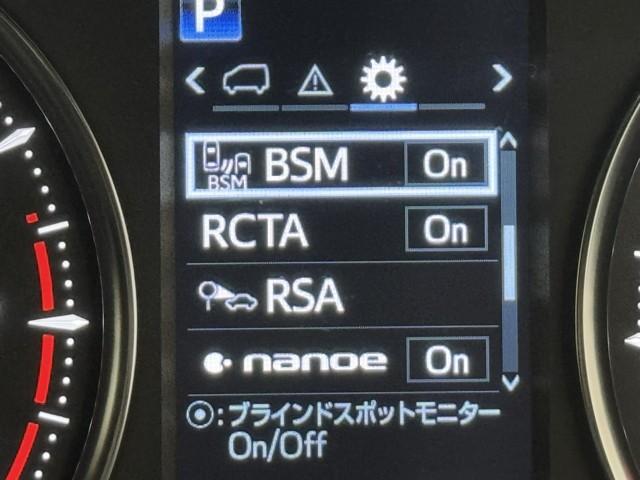 P
BSM BSM On
RCTA On
RSA
nanoe On
◉:ブラインドスポットモニター
On/Off